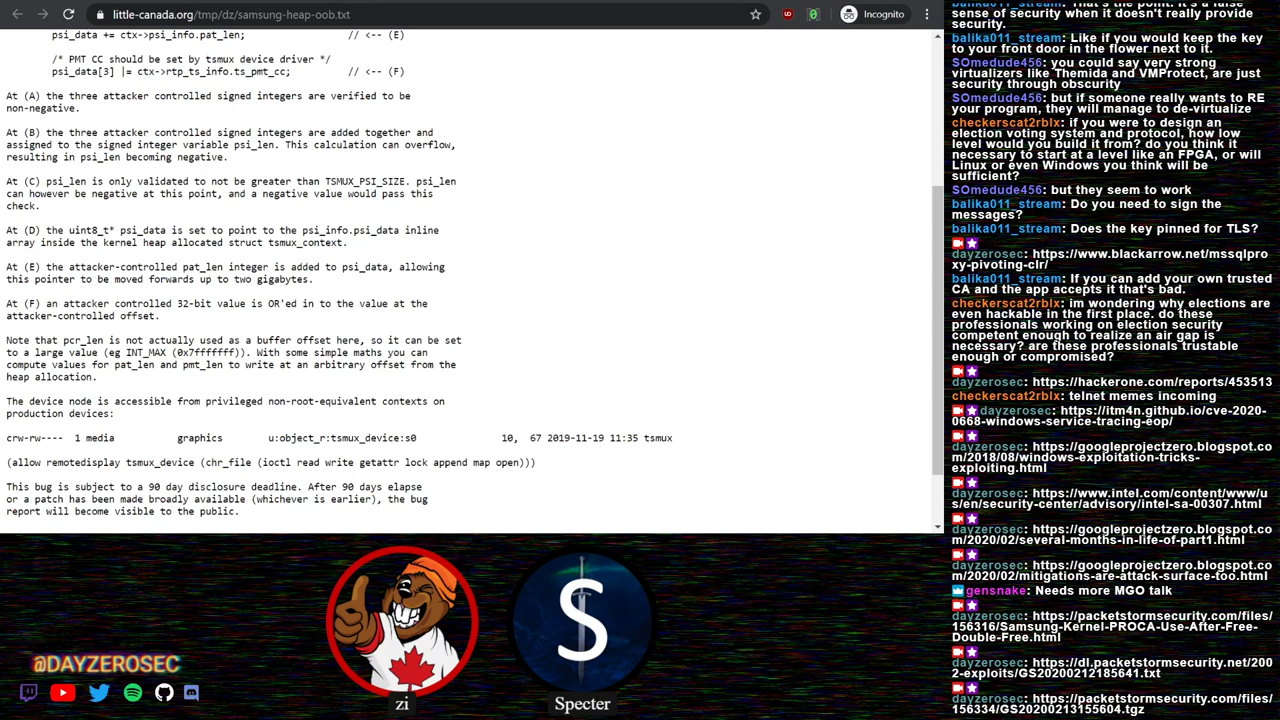 little-canada.org/tmp/dz/samsung-heap-oob.txt
Incognito
psi_data += ctx->psi_info.pat_len; // <-- (E)
/* PMT CC should be set by tsmux device driver */
psi_data[3] |= ctx->rtp_ts_info.ts_pmt_cc; // <-- (F)
At (A) the three attacker controlled signed integers are verified to be
non-negative.
At (B) the three attacker controlled signed integers are added together and
assigned to the signed integer variable psi_len. This calculation can overflow,
resulting in psi_len becoming negative.
At (C) psi_len is only validated to not be greater than TSMUX_PSI_SIZE. psi_len
can however be negative at this point, and a negative value would pass this
check.
At (D) the uint8_t* psi_data is set to point to the psi_info.psi_data inline
array inside the kernel heap allocated struct tsmux_context.
At (E) the attacker-controlled pat_len integer is added to psi_data, allowing
this pointer to be moved forwards up to two gigabytes.
At (F) an attacker controlled 32-bit value is OR'ed in to the value at the
attacker-controlled offset.
Note that pcr_len is not actually used as a buffer offset here, so it can be set
to a large value (eg INT_MAX (0x7fffffff)). With some simple maths you can
compute values for pat_len and pmt_len to write at an arbitrary offset from the
heap allocation.
The device node is accessible from privileged non-root-equivalent contexts on
production devices:
crw-rw---- 1 media graphics u:object_r:tsmux_device:s0 10, 67 2019-11-19 11:35 tsmux
(allow remotedisplay tsmux_device (chr_file (ioctl read write getattr lock append map open)))
This bug is subject to a 90 day disclosure deadline. After 90 days elapse
or a patch has been made broadly available (whichever is earlier), the bug
report will become visible to the public.
@DAYZEROSEC
zi
S
Specter
balika011_stream: That's the point. It's a false
sense of security when it doesn't really provide
security.
balika011_stream: Like if you would keep the key
to your front door in the flower next to it.
SOmedude456: you could say very strong
virtualizers like Themida and VMProtect, are just
security through obscurity
SOmedude456: but if someone really wants to RE
your program, they will manage to de-virtualize
checkerscat2rblx: if you were to design an
election voting system and protocol, how low
level would you build it from? do you think it
necessary to start at a level like an FPGA, or will
Linux or even Windows you think will be
sufficient?
SOmedude456: but they seem to work
balika011_stream: Do you need to sign the
messages?
balika011_stream: Does the key pinned for TLS?
dayzerosec: https://www.blackarrow.net/mssqlpro
xy-pivoting-clr/
balika011_stream: If you can add your own trusted
CA and the app accepts it that's bad.
checkerscat2rblx: im wondering why elections are
even hackable in the first place. do these
professionals working on election security
competent enough to realize an air gap is
necessary? are these professionals trustable
enough or compromised?
dayzerosec: https://hackerone.com/reports/453513
checkerscat2rblx: telnet memes incoming
dayzerosec: https://itm4n.github.io/cve-2020-
0668-windows-service-tracing-eop/
dayzerosec: https://googleprojectzero.blogspot.co
m/2018/08/windows-exploitation-tricks-
exploiting.html
dayzerosec: https://www.intel.com/content/www/u
s/en/security-center/advisory/intel-sa-00307.html
dayzerosec: https://googleprojectzero.blogspot.co
m/2020/02/several-months-in-life-of-part1.html
dayzerosec: https://googleprojectzero.blogspot.co
m/2020/02/mitigations-are-attack-surface-too.html
gensnake: Needs more MGO talk
dayzerosec: https://packetstormsecurity.com/files/
156316/Samsung-Kernel-PROCA-Use-After-Free-
Double-Free.html
dayzerosec: https://dl.packetstormsecurity.net/200
2-exploits/GS20200212185641.txt
dayzerosec: https://packetstormsecurity.com/files/
156334/GS20200213155604.tgz